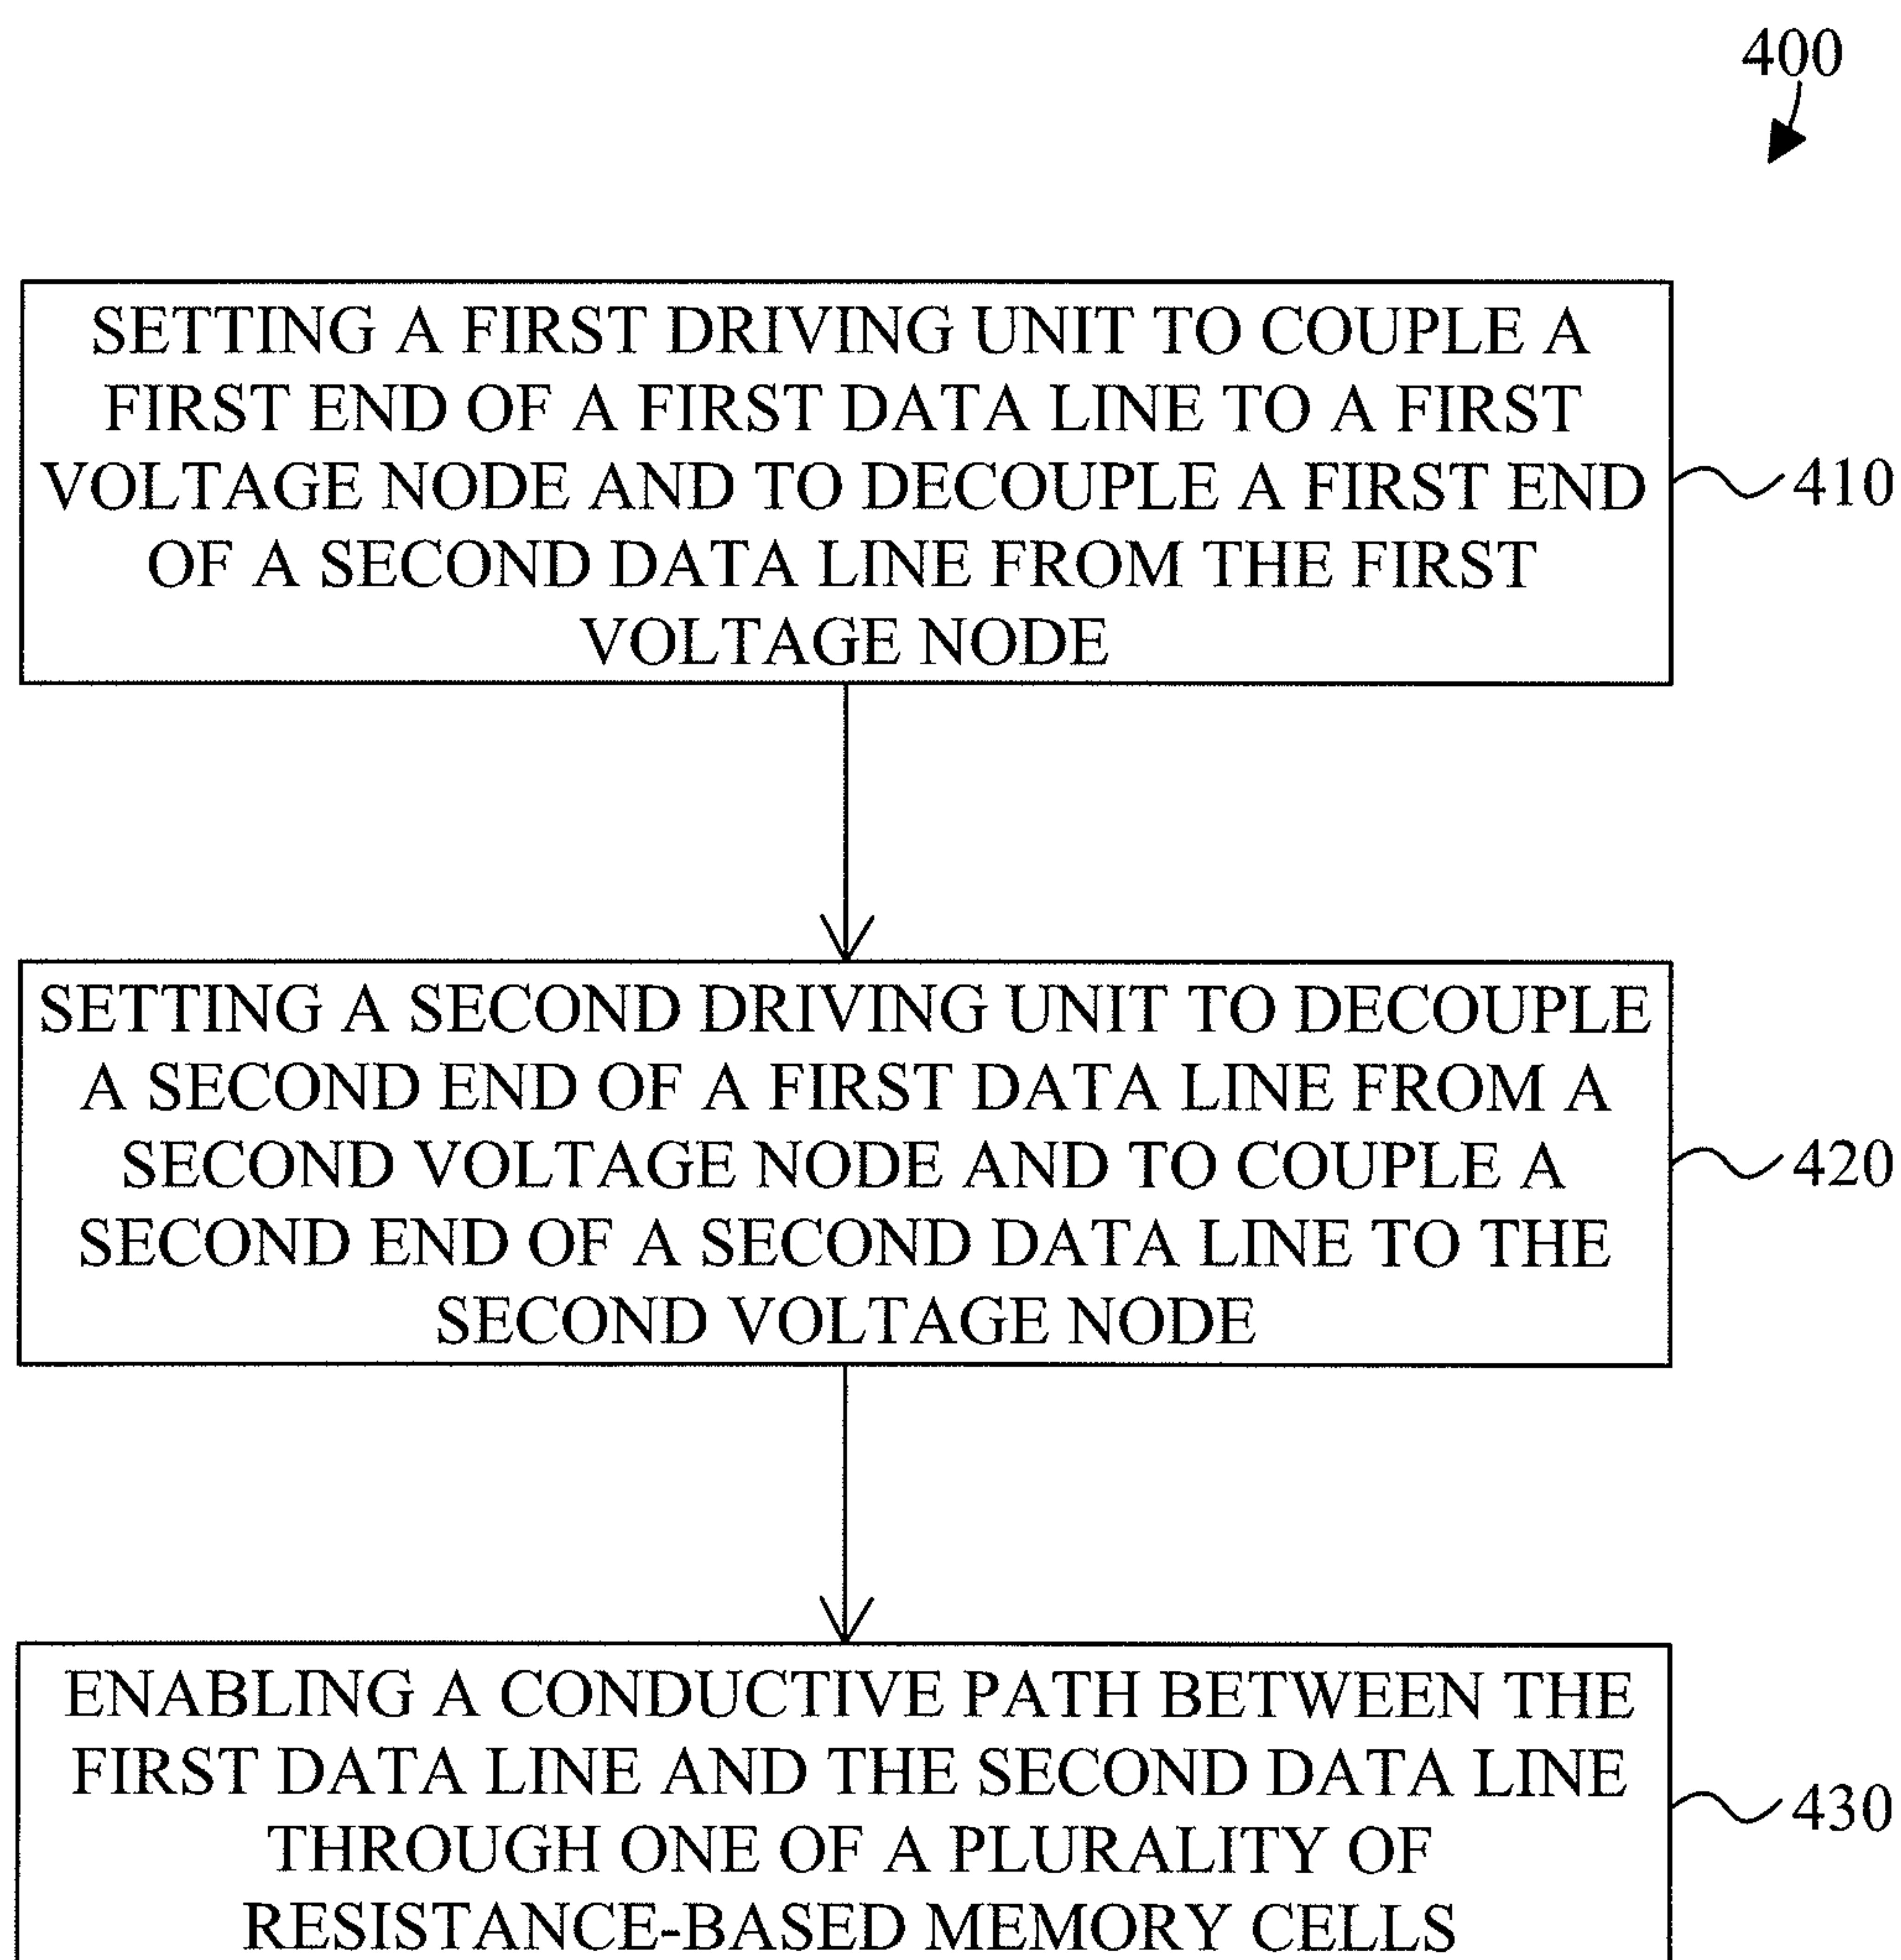 400
SETTING A FIRST DRIVING UNIT TO COUPLE A
FIRST END OF A FIRST DATA LINE TO A FIRST
VOLTAGE NODE AND TO DECOUPLE A FIRST END
OF A SECOND DATA LINE FROM THE FIRST
VOLTAGE NODE
410
SETTING A SECOND DRIVING UNIT TO DECOUPLE
A SECOND END OF A FIRST DATA LINE FROM A
SECOND VOLTAGE NODE AND TO COUPLE A
SECOND END OF A SECOND DATA LINE TO THE
SECOND VOLTAGE NODE
420
ENABLING A CONDUCTIVE PATH BETWEEN THE
FIRST DATA LINE AND THE SECOND DATA LINE
THROUGH ONE OF A PLURALITY OF
RESISTANCE-BASED MEMORY CELLS
430